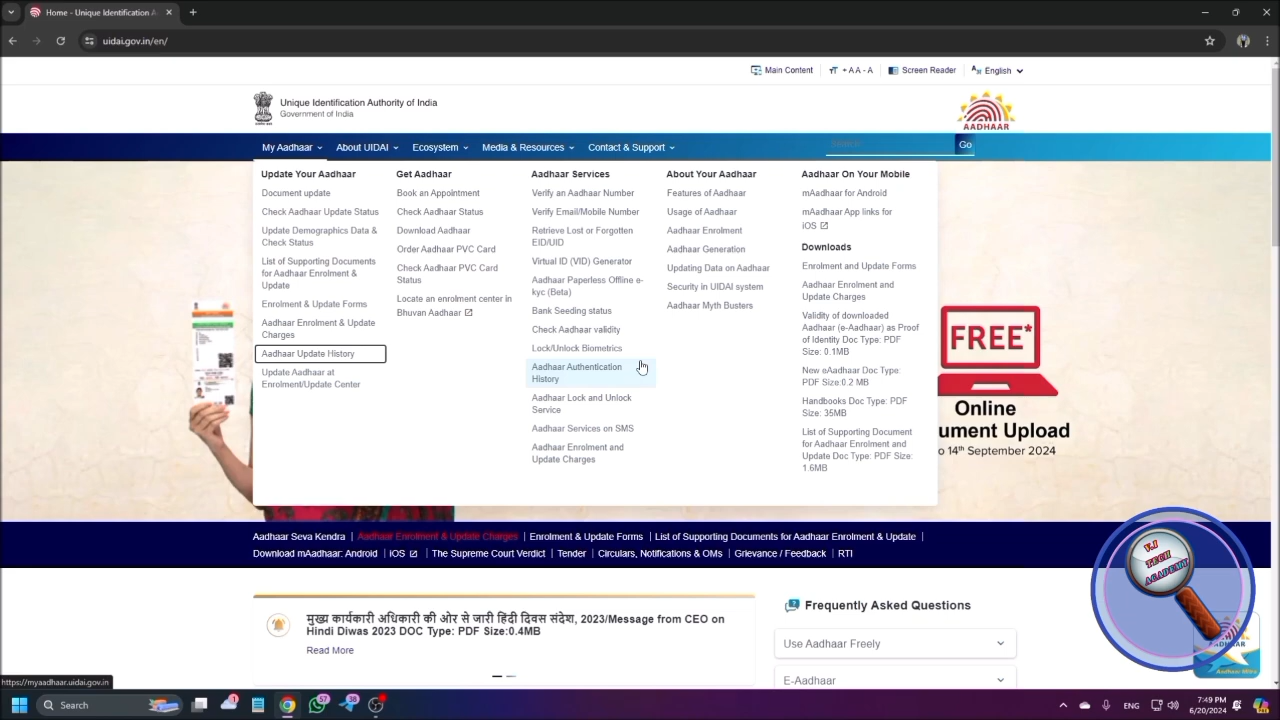 Home - Unique Identification A
uidai.gov.in/en/
Main Content
+ A A - A
Screen Reader
English
Unique Identification Authority of India
Government of India
AADHAAR
My Aadhaar
About UIDAI
Ecosystem
Media & Resources
Contact & Support
Search
Go
Update Your Aadhaar
Document update
Check Aadhaar Update Status
Update Demographics Data &
Check Status
List of Supporting Documents
for Aadhaar Enrolment &
Update
Enrolment & Update Forms
Aadhaar Enrolment & Update
Charges
Aadhaar Update History
Update Aadhaar at
Enrolment/Update Center
Get Aadhaar
Book an Appointment
Check Aadhaar Status
Download Aadhaar
Order Aadhaar PVC Card
Check Aadhaar PVC Card
Status
Locate an enrolment center in
Bhuvan Aadhaar
Aadhaar Services
Verify an Aadhaar Number
Verify Email/Mobile Number
Retrieve Lost or Forgotten
EID/UID
Virtual ID (VID) Generator
Aadhaar Paperless Offline e-
kyc (Beta)
Bank Seeding status
Check Aadhaar validity
Lock/Unlock Biometrics
Aadhaar Authentication
History
Aadhaar Lock and Unlock
Service
Aadhaar Services on SMS
Aadhaar Enrolment and
Update Charges
About Your Aadhaar
Features of Aadhaar
Usage of Aadhaar
Aadhaar Enrolment
Aadhaar Generation
Updating Data on Aadhaar
Security in UIDAI system
Aadhaar Myth Busters
Aadhaar On Your Mobile
mAadhaar for Android
mAadhaar App links for
iOS
Downloads
Enrolment and Update Forms
Aadhaar Enrolment and
Update Charges
Validity of downloaded
Aadhaar (e-Aadhaar) as Proof
of Identity Doc Type: PDF
Size: 0.1MB
New eAadhaar Doc Type:
PDF Size:0.2 MB
Handbooks Doc Type: PDF
Size: 35MB
List of Supporting Document
for Aadhaar Enrolment and
Update Doc Type: PDF Size:
1.6MB
FREE*
Online
ument Upload
o 14th September 2024
Aadhaar Seva Kendra | Aadhaar Enrolment & Update Charges | Enrolment & Update Forms | List of Supporting Documents for Aadhaar Enrolment & Update |
Download mAadhaar: Android | iOS | The Supreme Court Verdict | Tender | Circulars, Notifications & OMs | Grievance / Feedback | RTI
मुख्य कार्यकारी अधिकारी की ओर से जारी हिंदी दिवस संदेश, 2023/Message from CEO on
Hindi Diwas 2023 DOC Type: PDF Size:0.4MB
Read More
Frequently Asked Questions
Use Aadhaar Freely
E-Aadhaar
V.I
TECH
ACADEMY
Aadhaar Mitra
https://myaadhaar.uidai.gov.in
Search
1
57
38
ENG
7:49 PM
6/20/2024